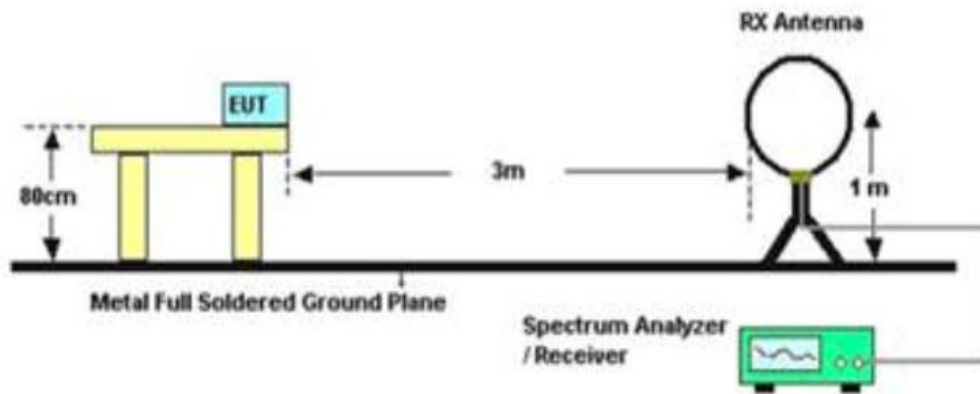 RX Antenna
EUT
80cm
3m
1 m
Metal Full Soldered Ground Plane
Spectrum Analyzer
/ Receiver